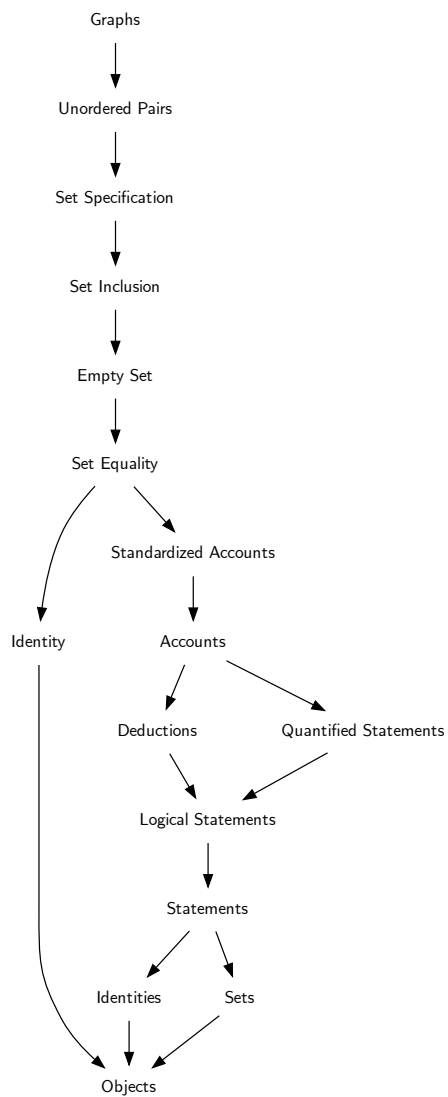 Graphs
Unordered Pairs
Set Specification
Set Inclusion
Empty Set
Set Equality
Standardized Accounts
Identity
Accounts
Deductions
Quantified Statements
Logical Statements
Statements
Identities
Sets
Objects